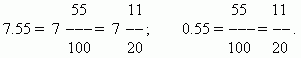 7.55 = 7 55/100 = 7 11/20 ; 0.55 = 55/100 = 11/20 .